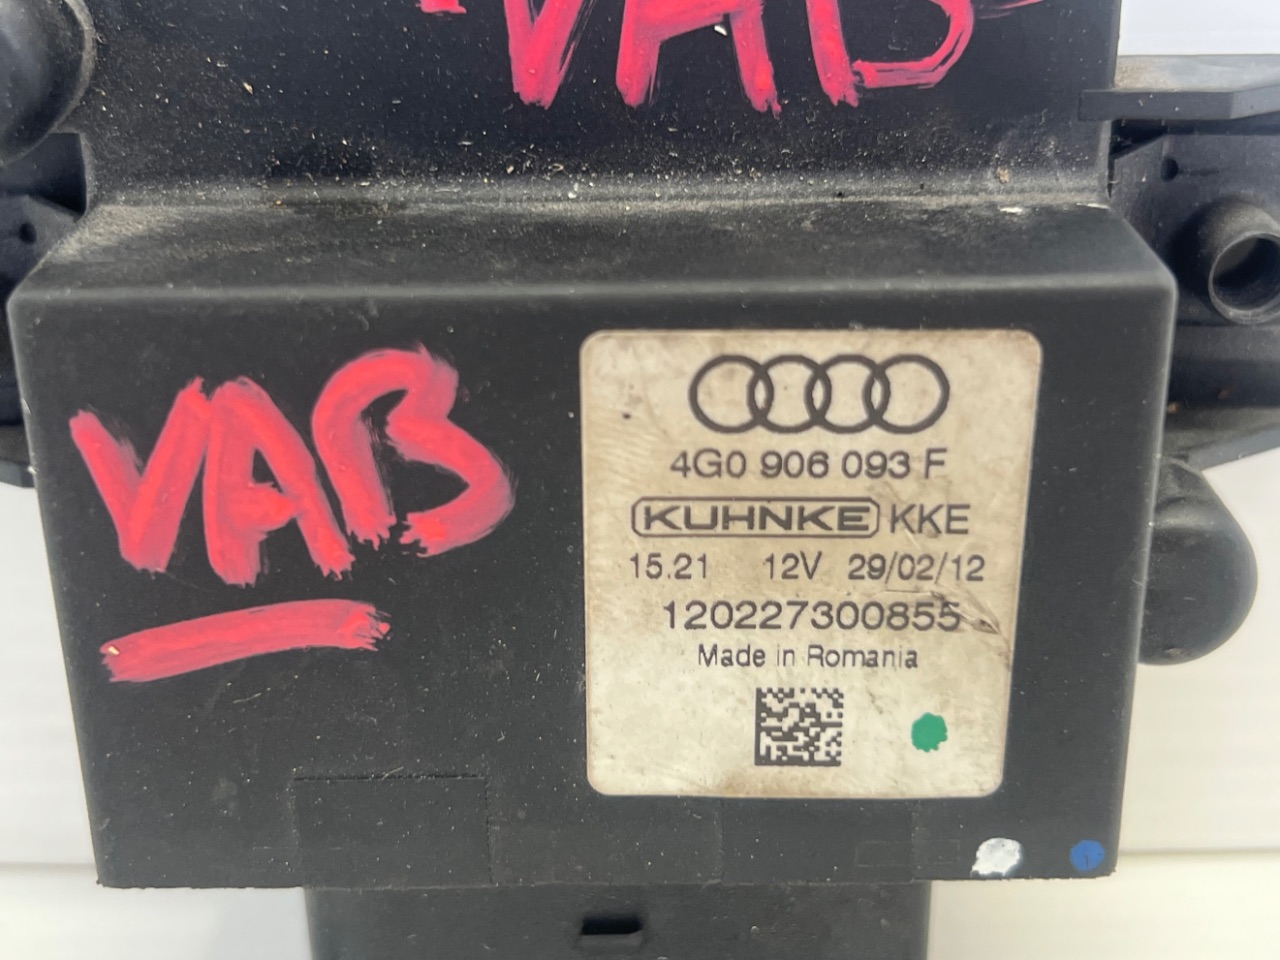 VAB
VAB
4G0 906 093 F
KUHNKE KKE
15.21 12V 29/02/12
120227300855
Made in Romania